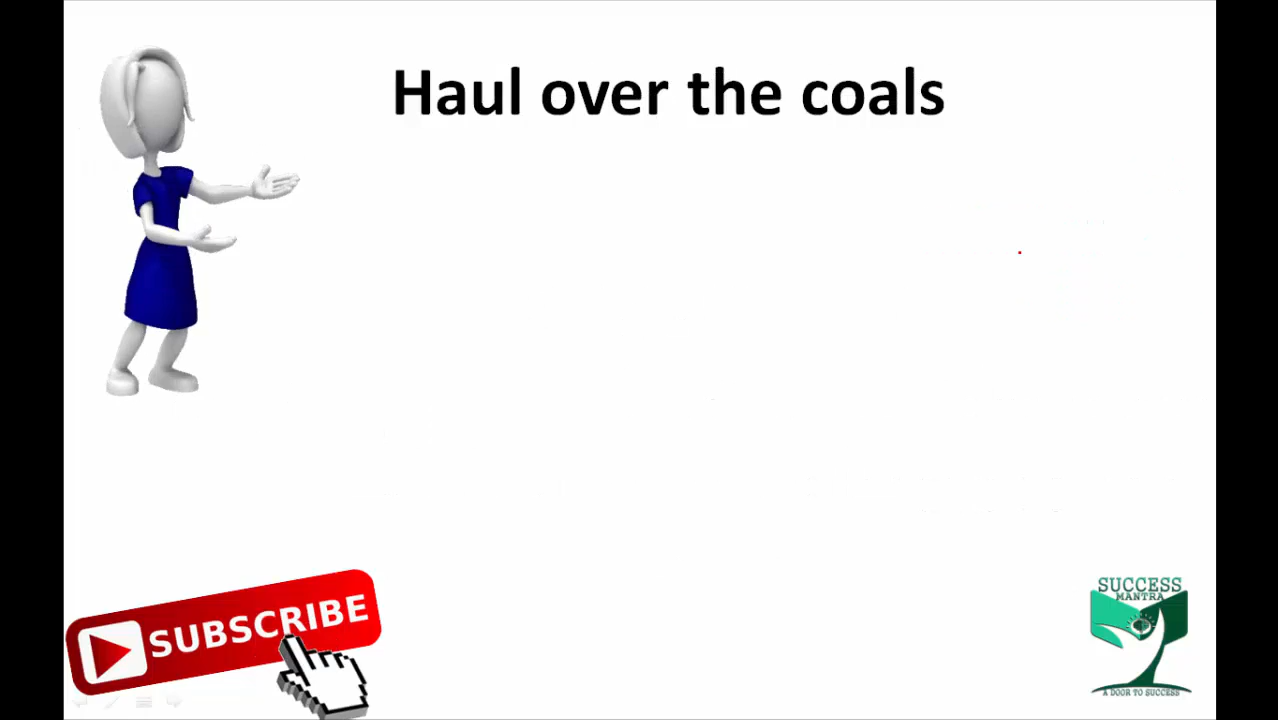 Haul over the coals
SUBSCRIBE
SUCCESS
MANTRA
A DOOR TO SUCCESS